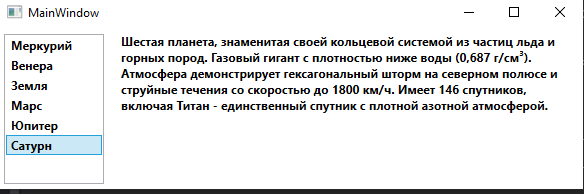 MainWindow
Меркурий
Венера
Земля
Марс
Юпитер
Сатурн
Шестая планета, знаменитая своей кольцевой системой из частиц льда и
горных пород. Газовый гигант с плотностью ниже воды (0,687 г/см³).
Атмосфера демонстрирует гексагональный шторм на северном полюсе и
струйные течения со скоростью до 1800 км/ч. Имеет 146 спутников,
включая Титан - единственный спутник с плотной азотной атмосферой.